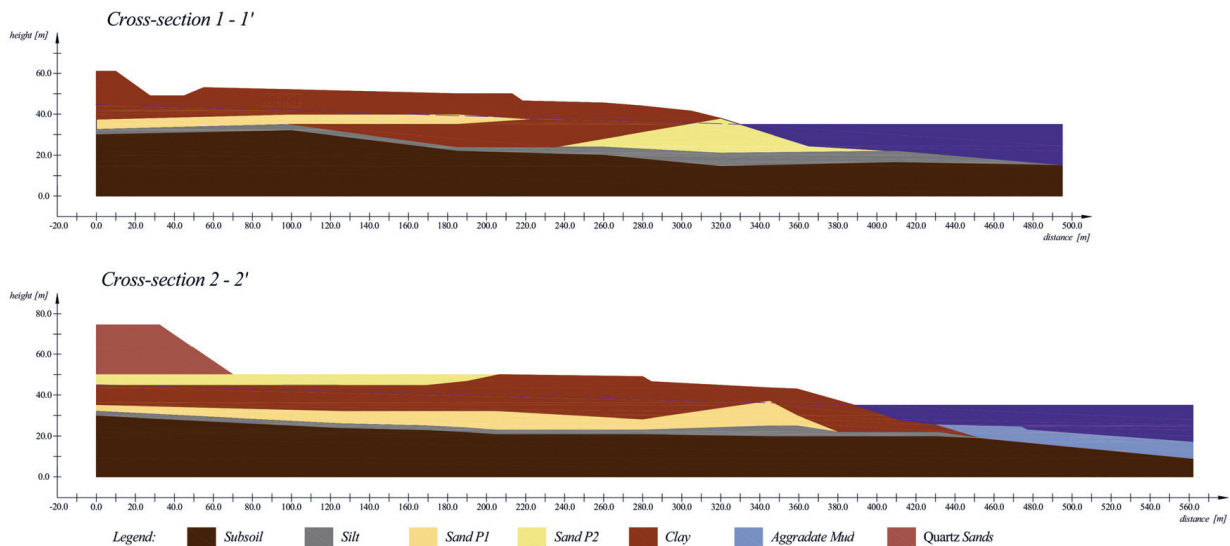 Cross-section 1 - 1'
height [m]
60.0
40.0
20.0
0.0
-20.0 0.0 20.0 40.0 60.0 80.0 100.0 120.0 140.0 160.0 180.0 200.0 220.0 240.0 260.0 280.0 300.0 320.0 340.0 360.0 380.0 400.0 420.0 440.0 460.0 480.0 500.0
distance [m]
Cross-section 2 - 2'
height [m]
80.0
60.0
40.0
20.0
0.0
-20.0 0.0 20.0 40.0 60.0 80.0 100.0 120.0 140.0 160.0 180.0 200.0 220.0 240.0 260.0 280.0 300.0 320.0 340.0 360.0 380.0 400.0 420.0 440.0 460.0 480.0 500.0 520.0 540.0 560.0
distance [m]
Legend: Subsoil Silt Sand P1 Sand P2 Clay Aggradate Mud Quartz Sands